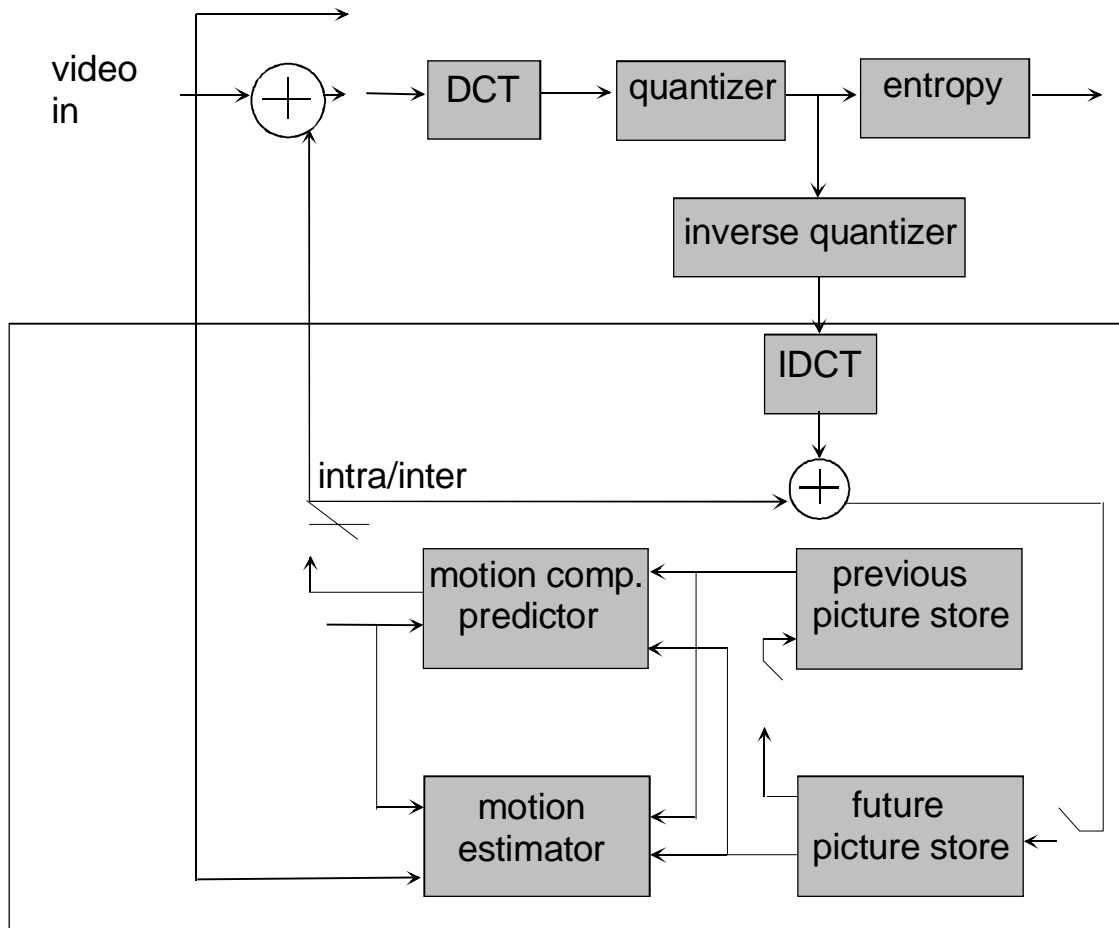 video
in
DCT
quantizer
entropy
inverse quantizer
IDCT
intra/inter
motion comp.
predictor
previous
picture store
motion
estimator
future
picture store